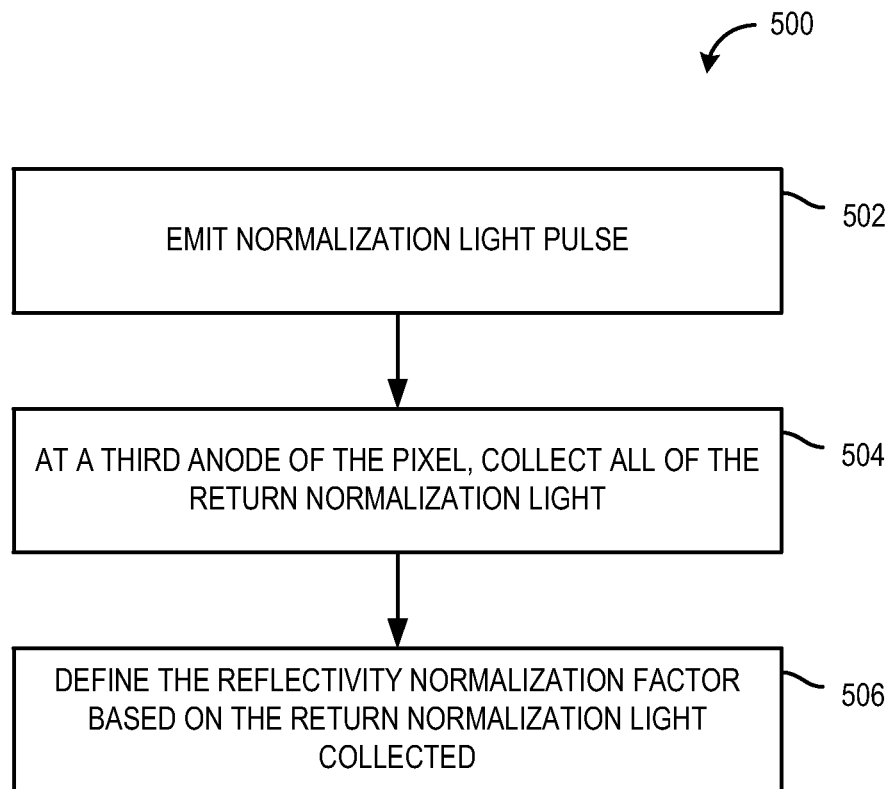 500
EMIT NORMALIZATION LIGHT PULSE
502
AT A THIRD ANODE OF THE PIXEL, COLLECT ALL OF THE
RETURN NORMALIZATION LIGHT
504
DEFINE THE REFLECTIVITY NORMALIZATION FACTOR
BASED ON THE RETURN NORMALIZATION LIGHT
COLLECTED
506